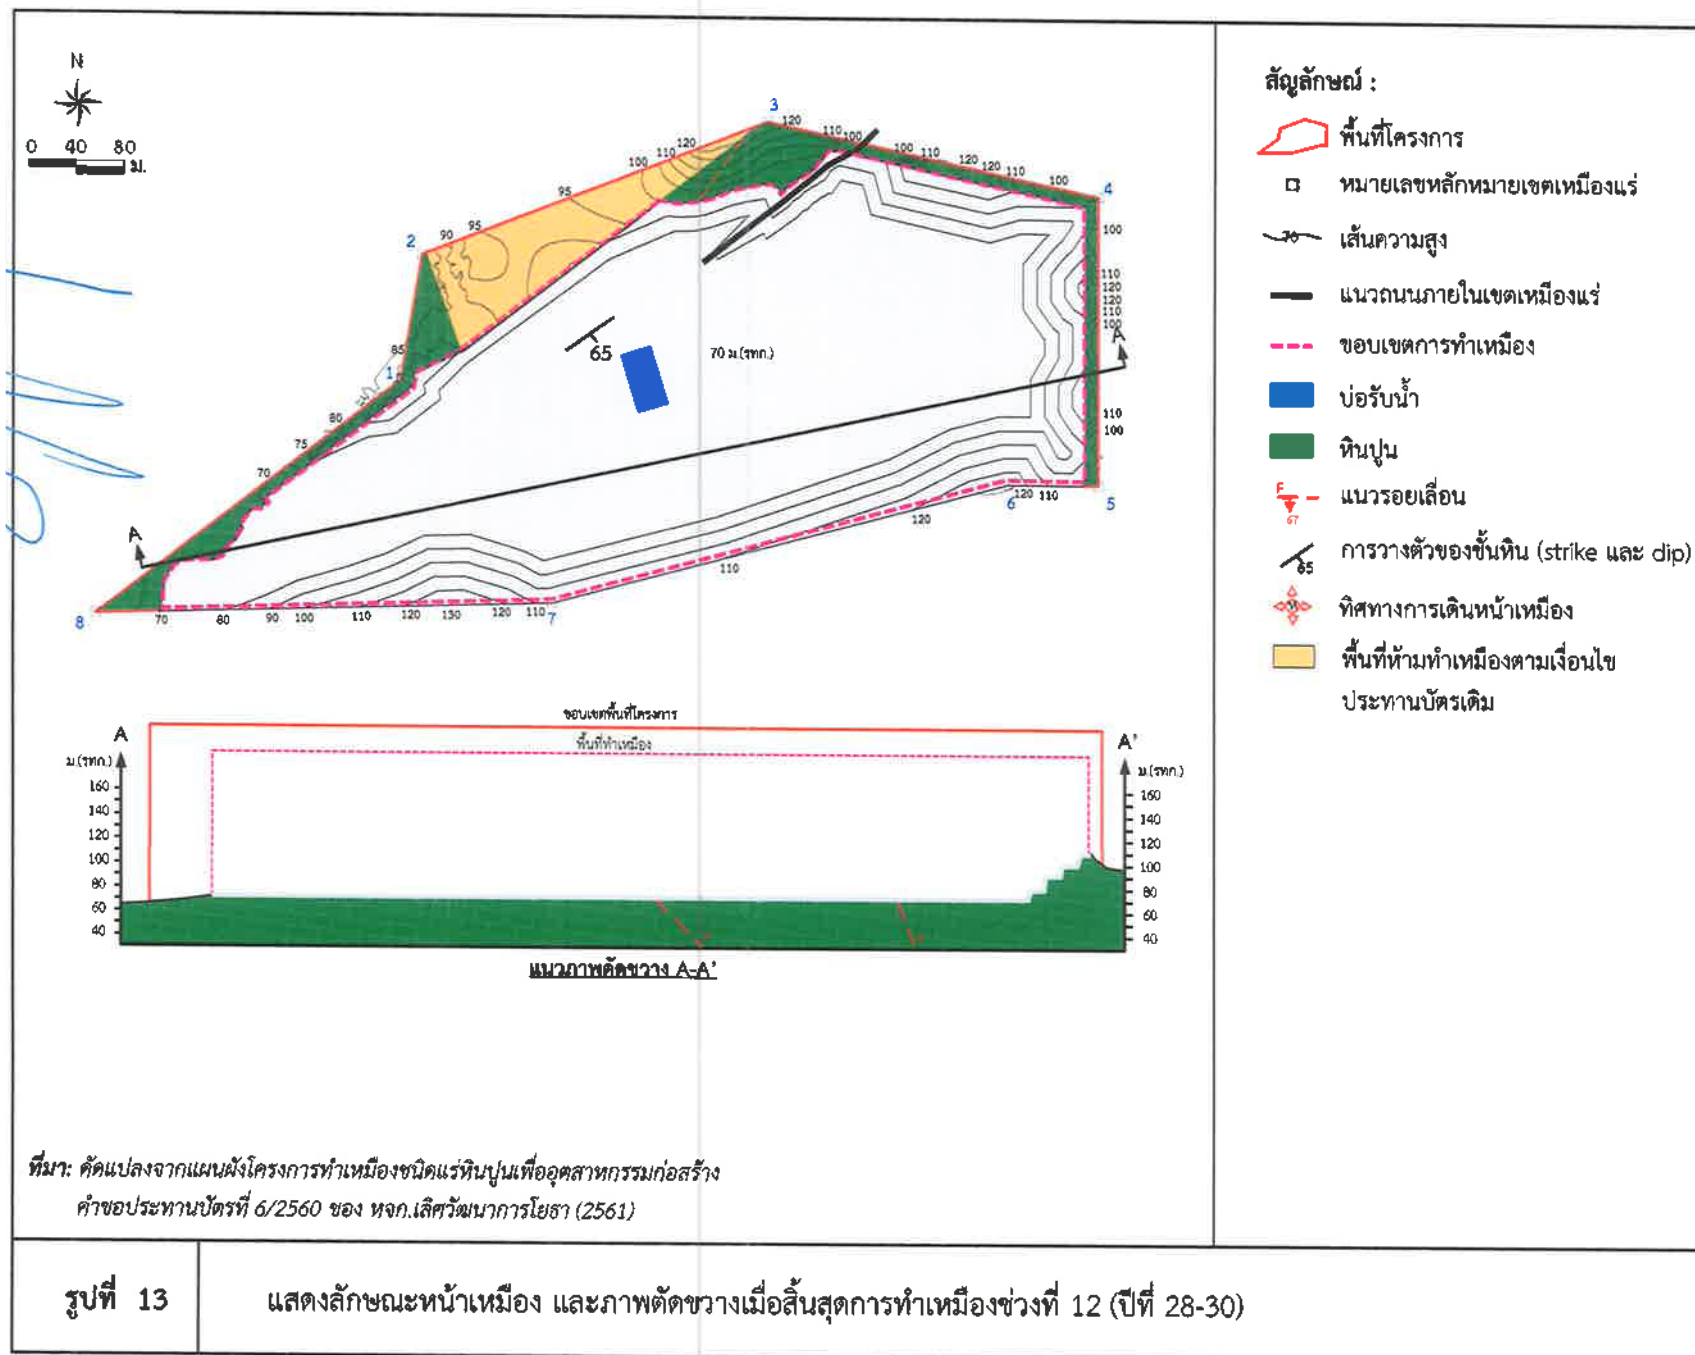 N
0 40 80
ม.
3
120
110
100
100
110
120
120
110
100
4
120
110
100
95
2
90
95
100
110
120
120
110
100
A
85
1
65
70 ม.(รทก.)
80
75
70
110
100
A
6
120
110
5
120
110
8
70
80
90
100
110
120
130
120
110
7
ขอบเขตพื้นที่โครงการ
พื้นที่ทำเหมือง
A
A'
ม.(รทก.)
ม.(รทก.)
160
140
120
100
80
60
40
160
140
120
100
80
60
40
แนวภาพตัดขวาง A-A'
สัญลักษณ์ :
พื้นที่โครงการ
หมายเลขหลักหมายเขตเหมืองแร่
70 เส้นความสูง
แนวถนนภายในเขตเหมืองแร่
ขอบเขตการทำเหมือง
บ่อรับน้ำ
หินปูน
F 67 แนวรอยเลื่อน
65 การวางตัวของชั้นหิน (strike และ dip)
ทิศทางการเดินหน้าเหมือง
พื้นที่ห้ามทำเหมืองตามเงื่อนไข
ประทานบัตรเดิม
ที่มา: ดัดแปลงจากแผนผังโครงการทำเหมืองชนิดแร่หินปูนเพื่ออุตสาหกรรมก่อสร้าง
คำขอประทานบัตรที่ 6/2560 ของ หจก.เลิศวัฒนาการโยธา (2561)
รูปที่ 13
แสดงลักษณะหน้าเหมือง และภาพตัดขวางเมื่อสิ้นสุดการทำเหมืองช่วงที่ 12 (ปีที่ 28-30)